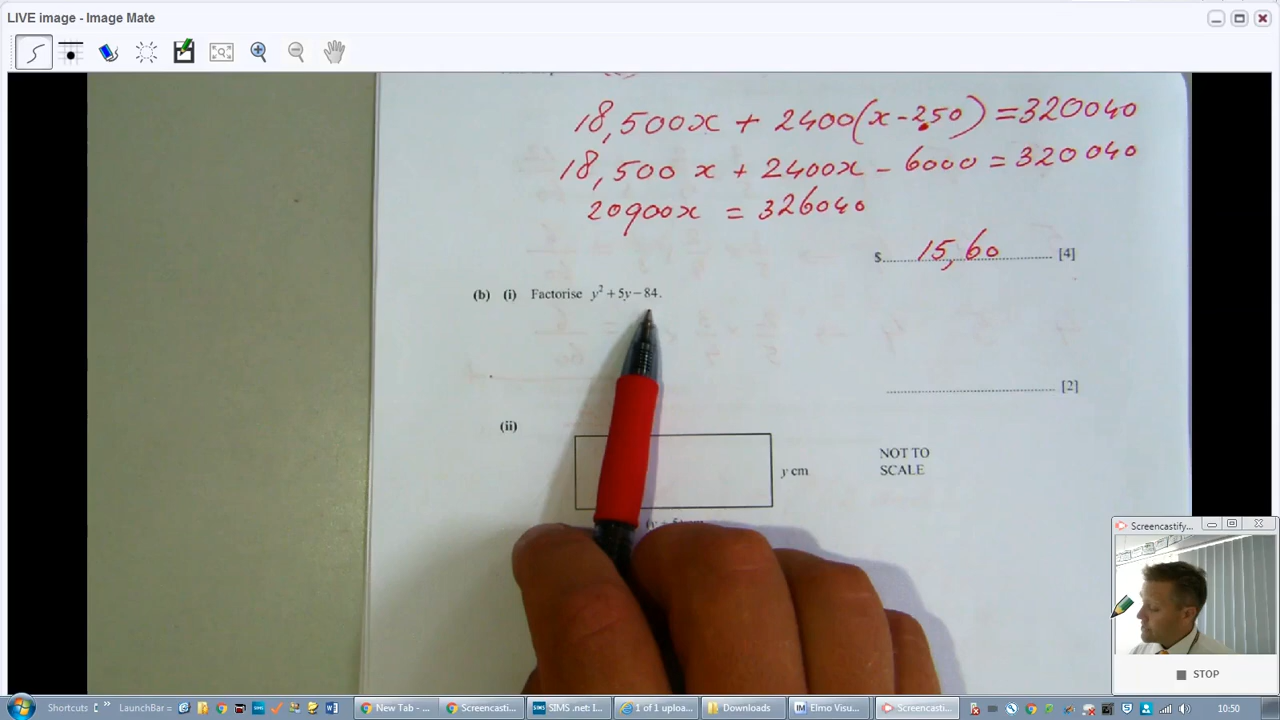 LIVE image - Image Mate
18,500x + 2400(x - 2.50) = 320040
18,500 x + 2400x - 6000 = 320 040
20900x = 326040
$ 15,60 [4]
(b) (i) Factorise y² + 5y − 84.
[2]
(ii)
y cm
NOT TO
SCALE
Screencastify...
STOP
Shortcuts
LaunchBar
New Tab - ...
Screencasti...
SIMS .net: I...
1 of 1 uploa...
Downloads
Elmo Visu...
Screencasti...
10:50